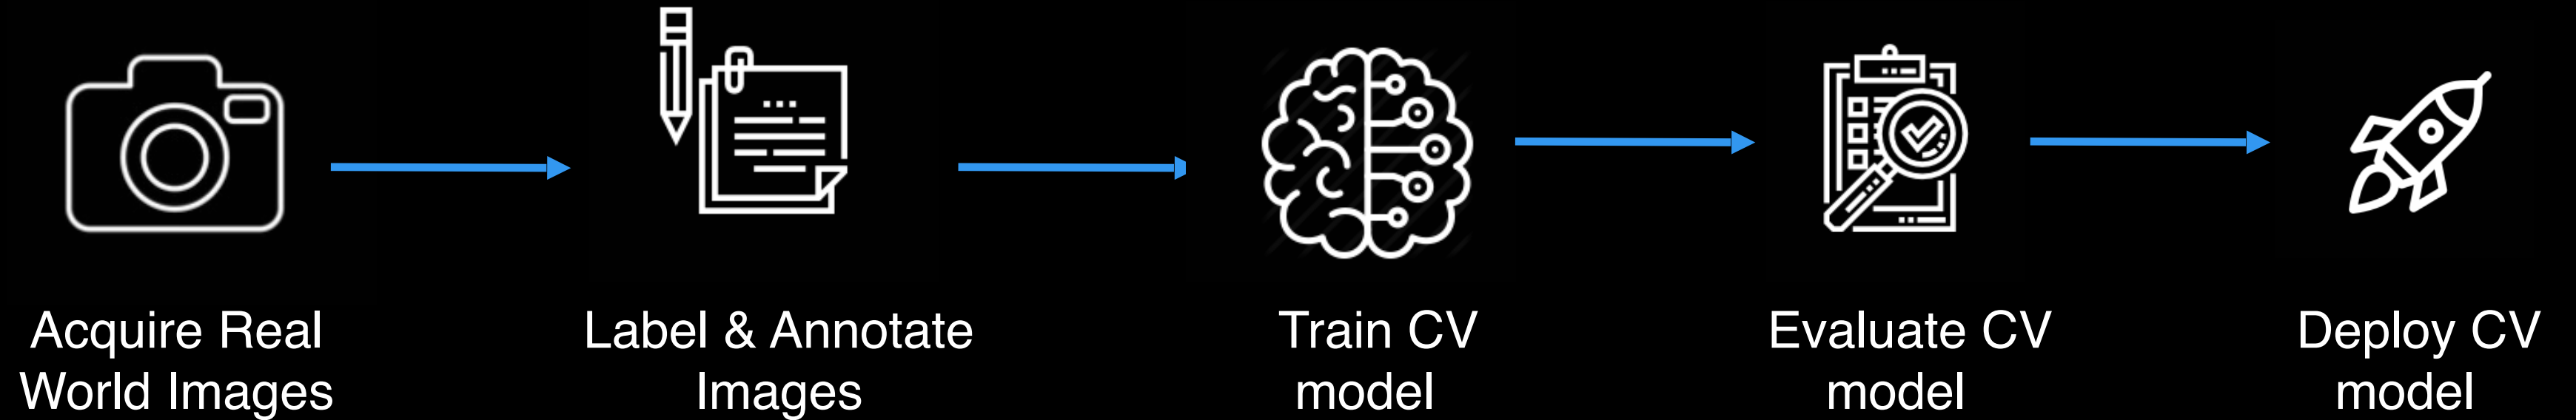 Acquire Real
World Images
Label & Annotate
Images
Train CV
model
Evaluate CV
model
Deploy CV
model